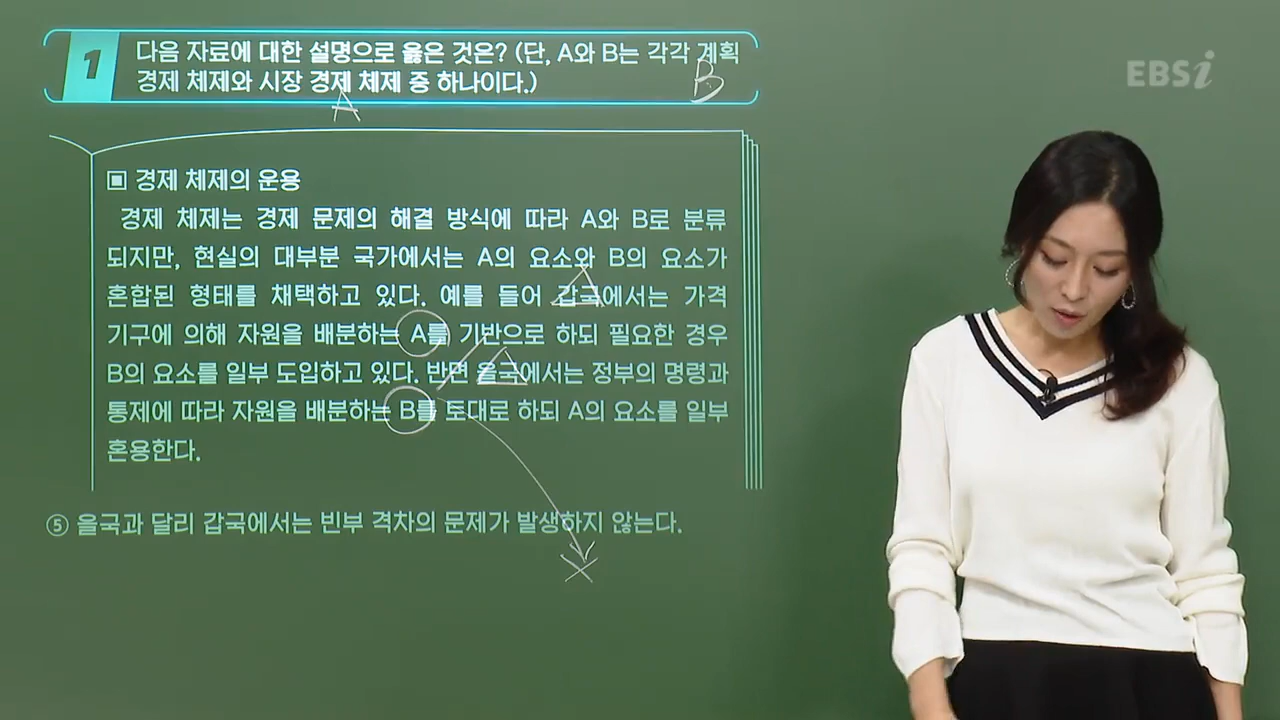 1
다음 자료에 대한 설명으로 옳은 것은? (단, A와 B는 각각 계획
경제 체제와 시장 경제 체제 중 하나이다.)
B
A
EBSi
▣ 경제 체제의 운용
경제 체제는 경제 문제의 해결 방식에 따라 A와 B로 분류
되지만, 현실의 대부분 국가에서는 A의 요소와 B의 요소가
혼합된 형태를 채택하고 있다. 예를 들어 갑국에서는 가격
기구에 의해 자원을 배분하는 A를 기반으로 하되 필요한 경우
B의 요소를 일부 도입하고 있다. 반면 을국에서는 정부의 명령과
통제에 따라 자원을 배분하는 B를 토대로 하되 A의 요소를 일부
혼용한다.
⑤ 을국과 달리 갑국에서는 빈부 격차의 문제가 발생하지 않는다.